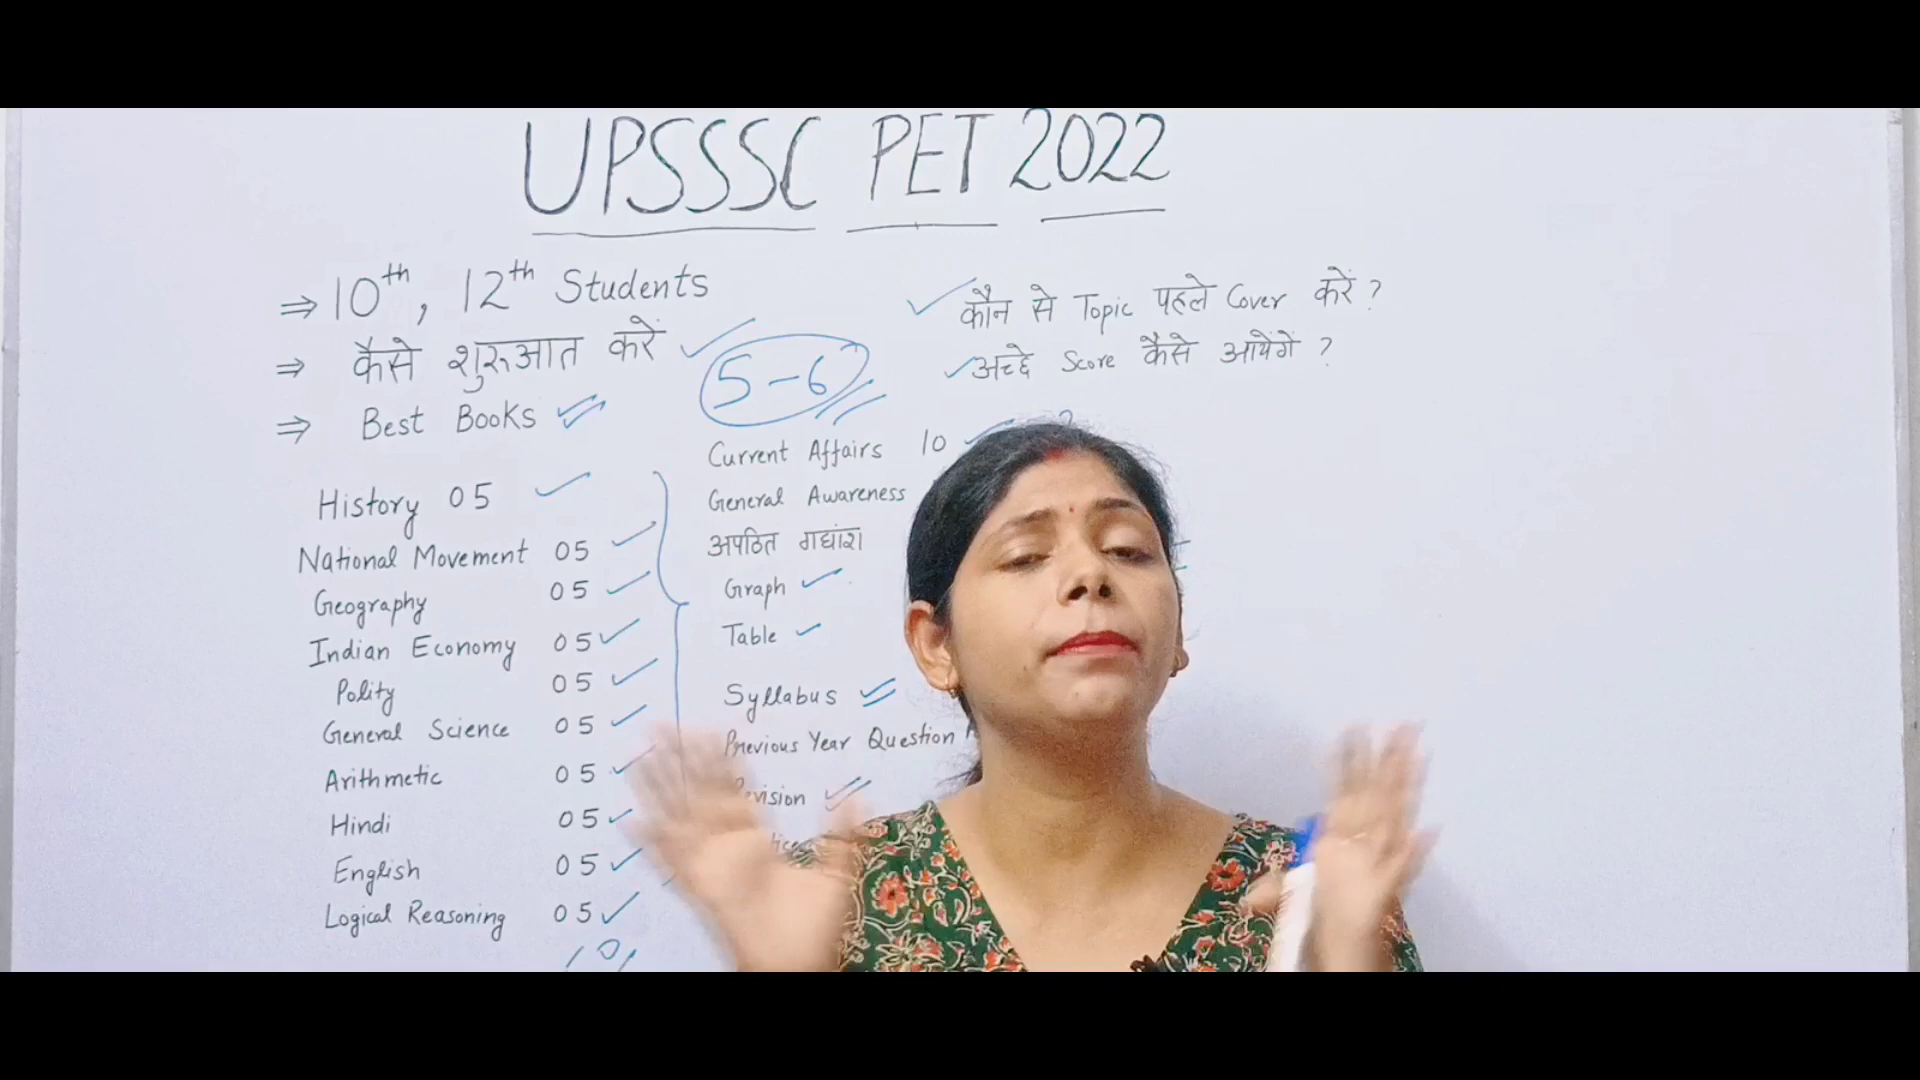 UPSSSC PET 2022
⇒ 10th, 12th Students
⇒ कैसे शुरूआत करें
⇒ Best Books
5-6
कौन से Topic पहले Cover करें ?
अच्छे Score कैसे आयेंगें ?
History 05
National Movement 05
Geography 05
Indian Economy 05
Polity 05
General Science 05
Arithmetic 05
Hindi 05
English 05
Logical Reasoning 05
10
Current Affairs 10
General Awareness
अपठित गद्यांश
Graph
Table
Syllabus
Previous Year Question